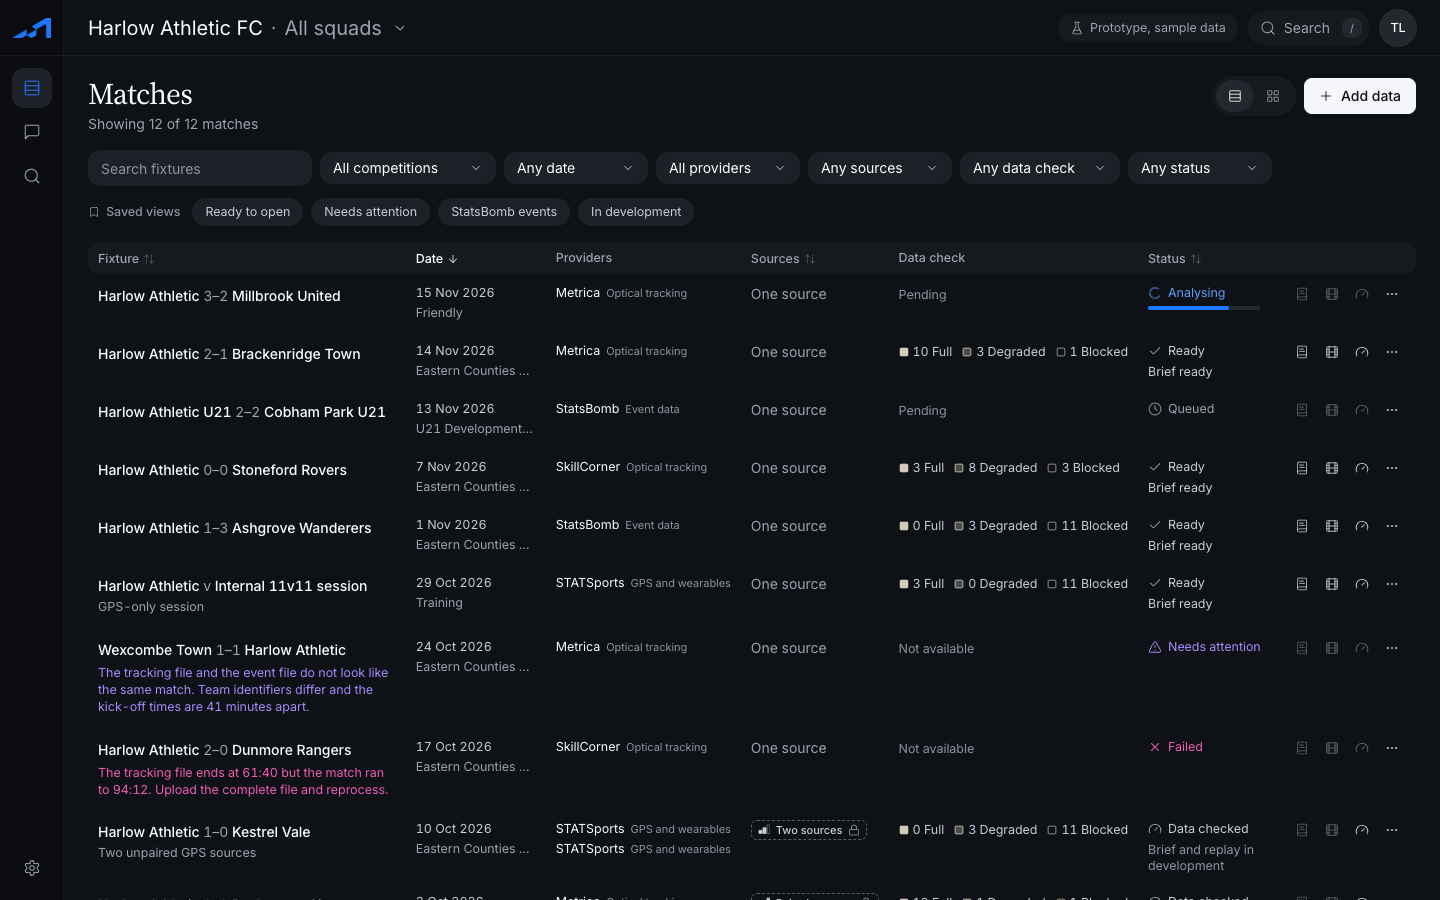 Harlow Athletic FC · All squads
Prototype, sample data
Search /
TL
Matches
Showing 12 of 12 matches
Add data
Search fixtures
All competitions
Any date
All providers
Any sources
Any data check
Any status
Saved views
Ready to open
Needs attention
StatsBomb events
In development
Fixture
Date
Providers
Sources
Data check
Status
Harlow Athletic 3–2 Millbrook United
15 Nov 2026
Friendly
Metrica Optical tracking
One source
Pending
Analysing
Harlow Athletic 2–1 Brackenridge Town
14 Nov 2026
Eastern Counties ...
Metrica Optical tracking
One source
10 Full 3 Degraded 1 Blocked
Ready
Brief ready
Harlow Athletic U21 2–2 Cobham Park U21
13 Nov 2026
U21 Development...
StatsBomb Event data
One source
Pending
Queued
Harlow Athletic 0–0 Stoneford Rovers
7 Nov 2026
Eastern Counties ...
SkillCorner Optical tracking
One source
3 Full 8 Degraded 3 Blocked
Ready
Brief ready
Harlow Athletic 1–3 Ashgrove Wanderers
1 Nov 2026
Eastern Counties ...
StatsBomb Event data
One source
0 Full 3 Degraded 11 Blocked
Ready
Brief ready
Harlow Athletic v Internal 11v11 session
GPS-only session
29 Oct 2026
Training
STATSports GPS and wearables
One source
3 Full 0 Degraded 11 Blocked
Ready
Brief ready
Wexcombe Town 1–1 Harlow Athletic
The tracking file and the event file do not look like
the same match. Team identifiers differ and the
kick-off times are 41 minutes apart.
24 Oct 2026
Eastern Counties ...
Metrica Optical tracking
One source
Not available
Needs attention
Harlow Athletic 2–0 Dunmore Rangers
The tracking file ends at 61:40 but the match ran
to 94:12. Upload the complete file and reprocess.
17 Oct 2026
Eastern Counties ...
SkillCorner Optical tracking
One source
Not available
Failed
Harlow Athletic 1–0 Kestrel Vale
Two unpaired GPS sources
10 Oct 2026
Eastern Counties ...
STATSports GPS and wearables
STATSports GPS and wearables
Two sources
0 Full 3 Degraded 11 Blocked
Data checked
Brief and replay in
development